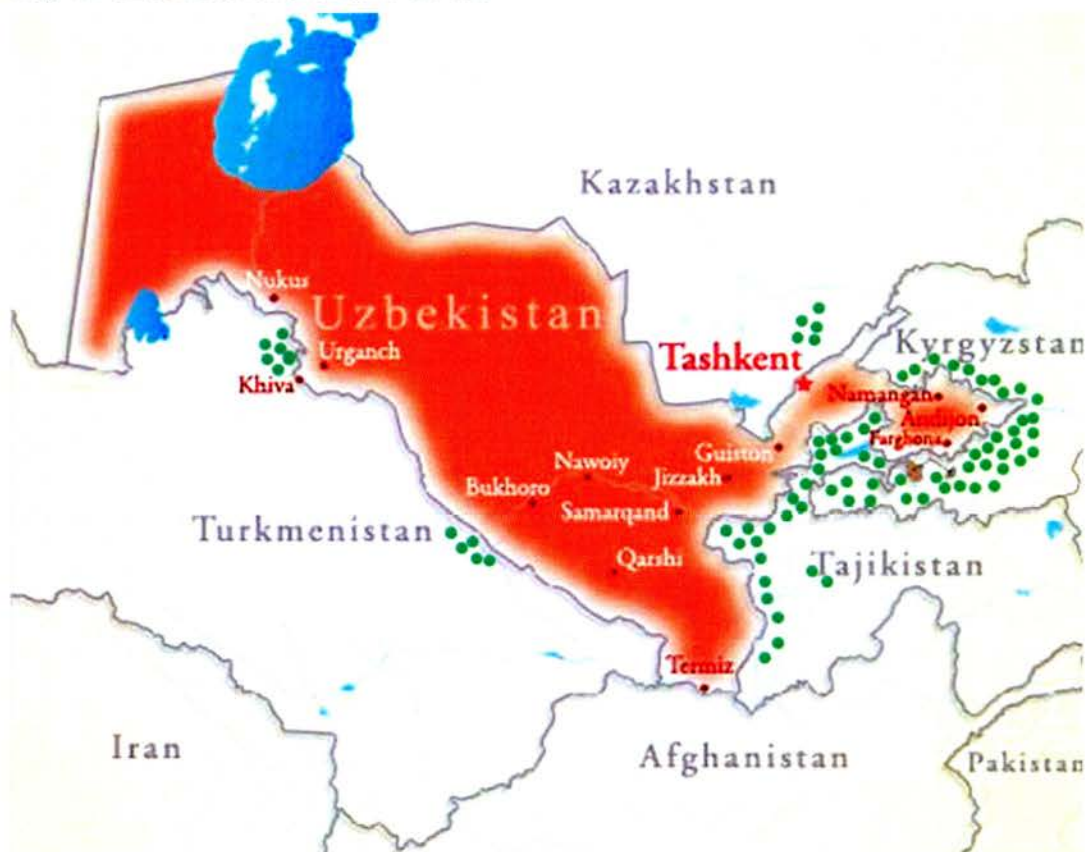 Kazakhstan
Nukus
Uzbekistan
Kyrgyzstan
Urganch
Tashkent
Khiva
Namangan
Andijon
Farghona
Guiston
Nawoiy
Jizzakh
Bukhoro
Samarqand
Turkmenistan
Qarshi
Tajikistan
Termiz
Iran
Afghanistan
Pakistan